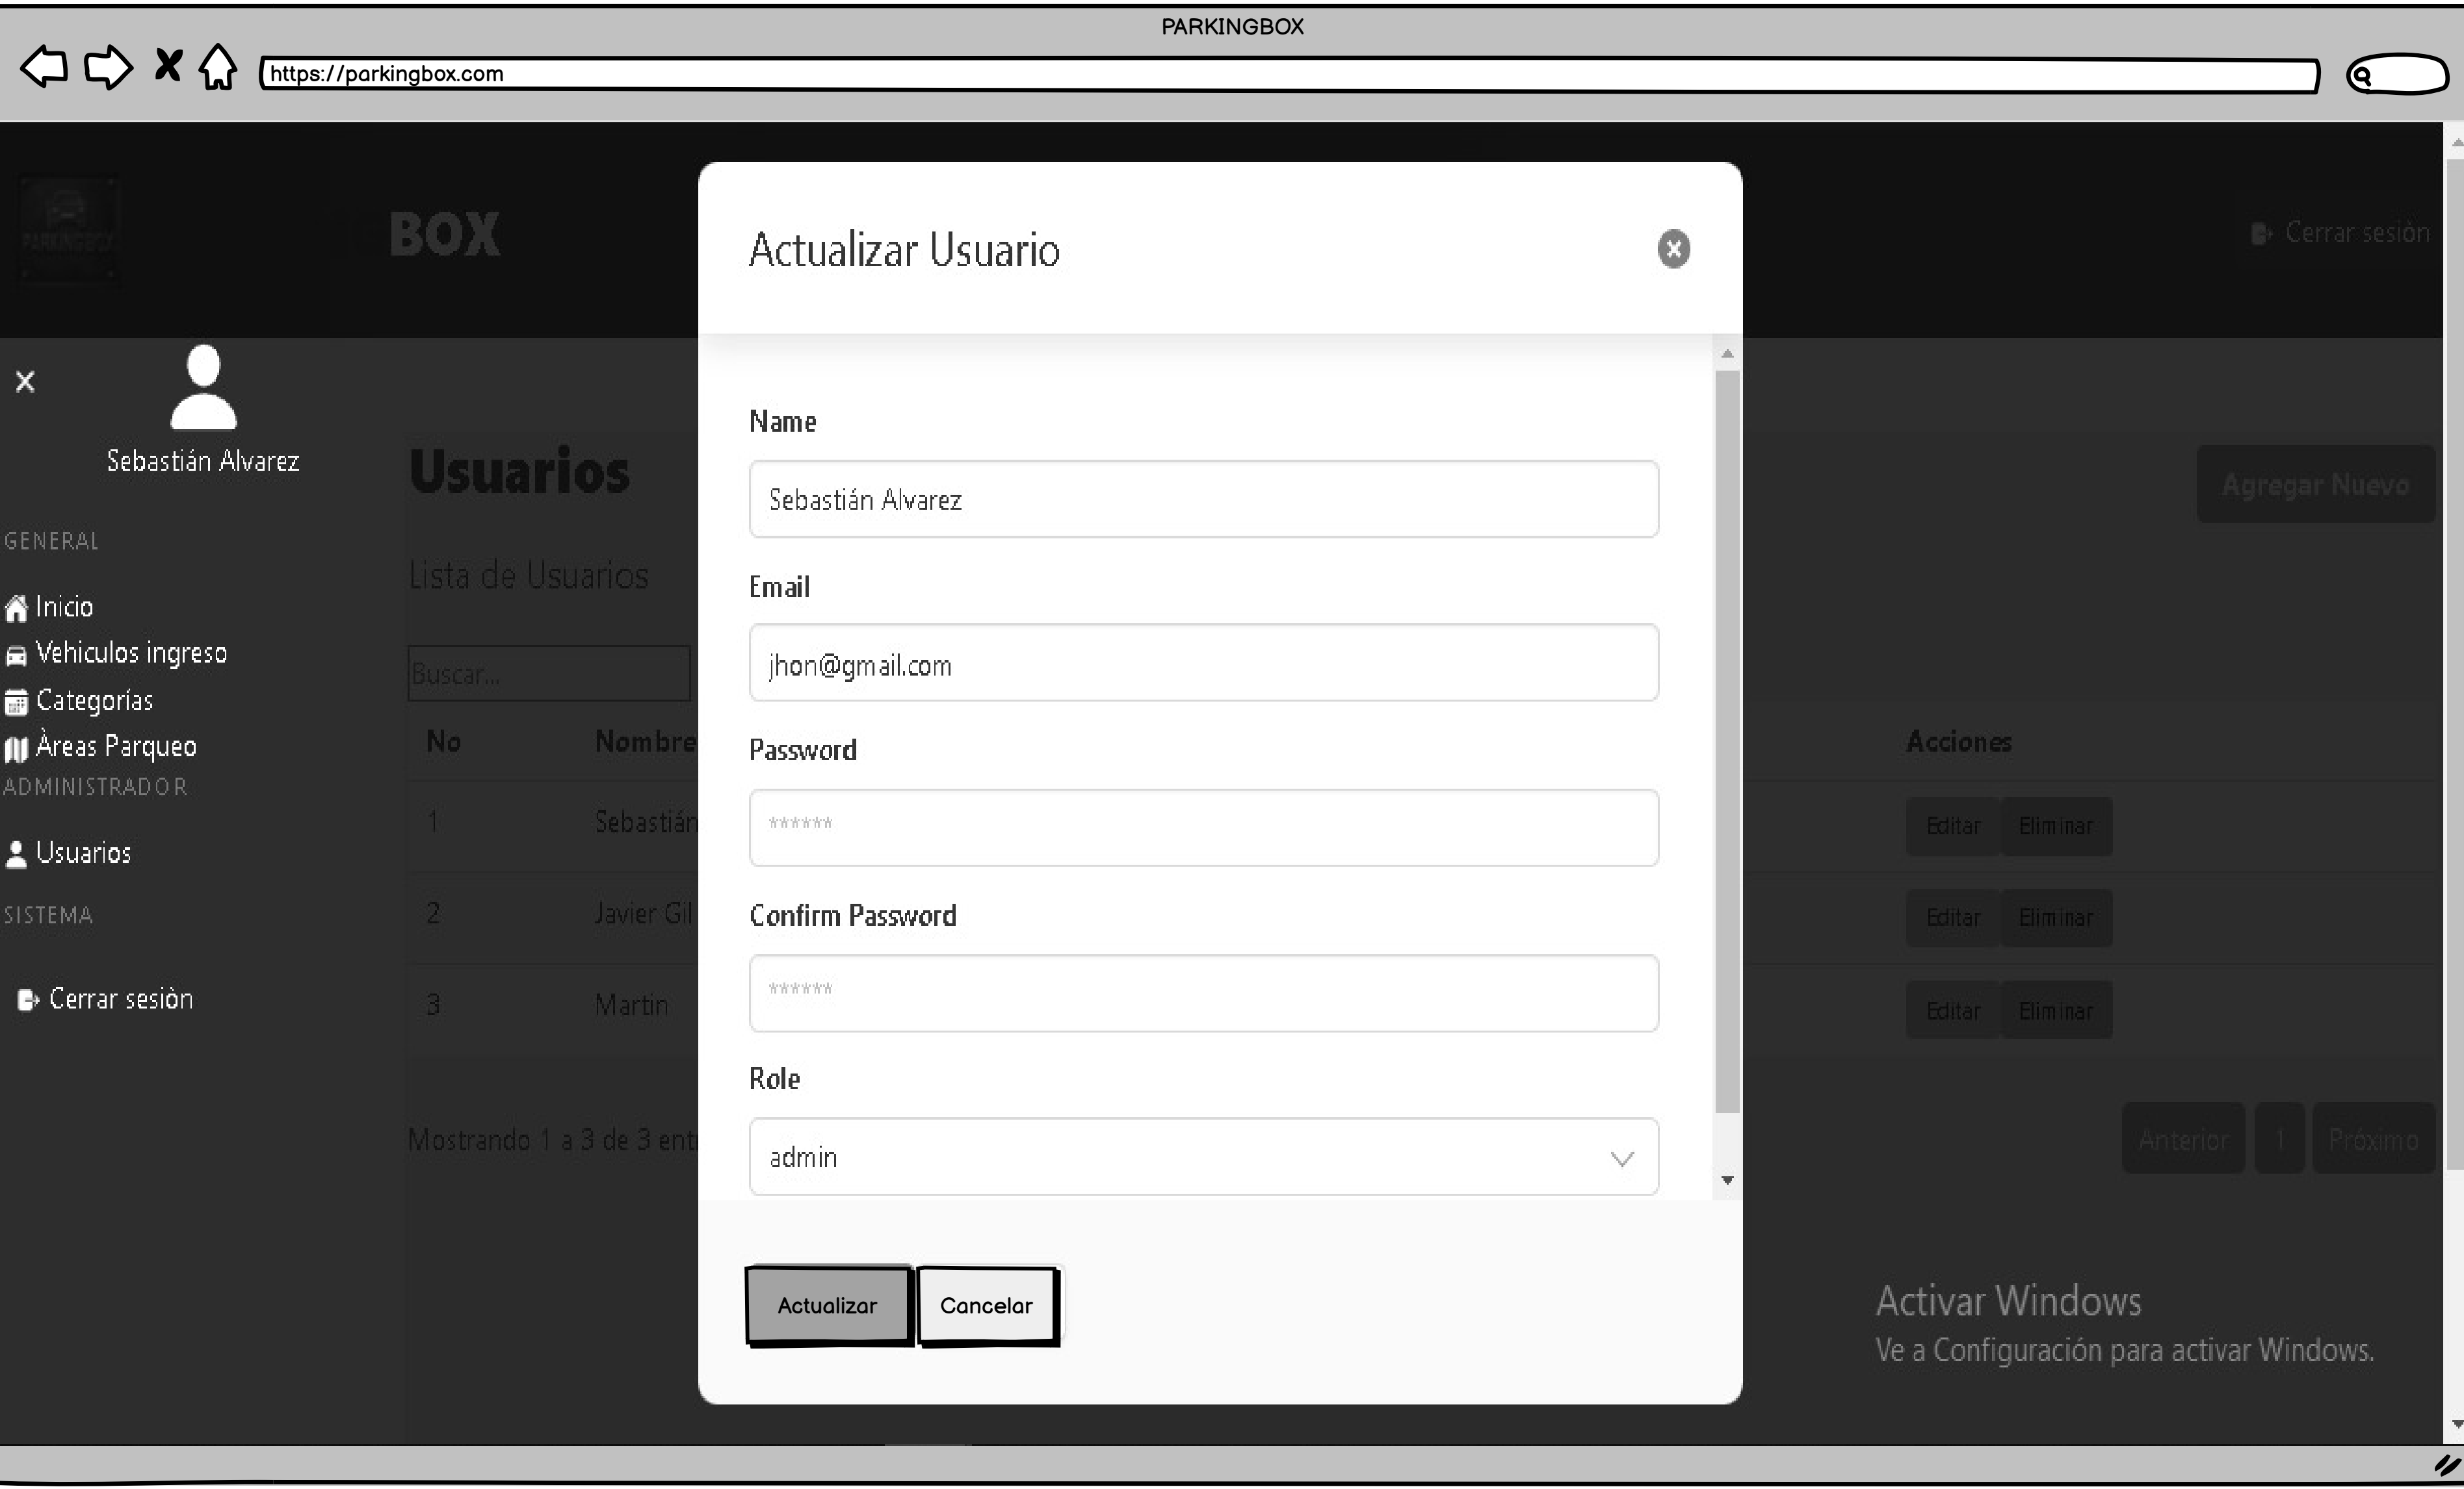 PARKINGBOX
https://parkingbox.com
PARKINGBOX
BOX
Cerrar sesiòn
Actualizar Usuario
Sebastián Alvarez
GENERAL
Inicio
Vehiculos ingreso
Categorías
Àreas Parqueo
ADMINISTRADOR
Usuarios
SISTEMA
Cerrar sesiòn
Usuarios
Agregar Nuevo
Lista de Usuarios
Buscar...
No Nombre Acciones
1 Sebastián Editar Eliminar
2 Javier Gil Editar Eliminar
3 Martin Editar Eliminar
Mostrando 1 a 3 de 3 ent
Anterior 1 Próximo
Name
Sebastián Alvarez
Email
jhon@gmail.com
Password
******
Confirm Password
******
Role
admin
Actualizar Cancelar
Activar Windows
Ve a Configuración para activar Windows.